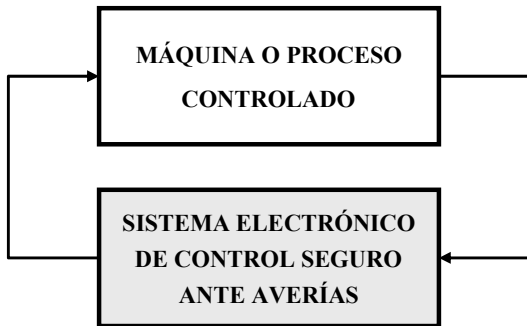 MÁQUINA O PROCESO
CONTROLADO
SISTEMA ELECTRÓNICO
DE CONTROL SEGURO
ANTE AVERÍAS